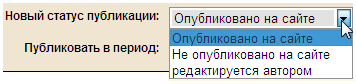 Новый статус публикации: Опубликовано на сайте
Опубликовано на сайте
Публиковать в период: Не опубликовано на сайте
редактируется автором